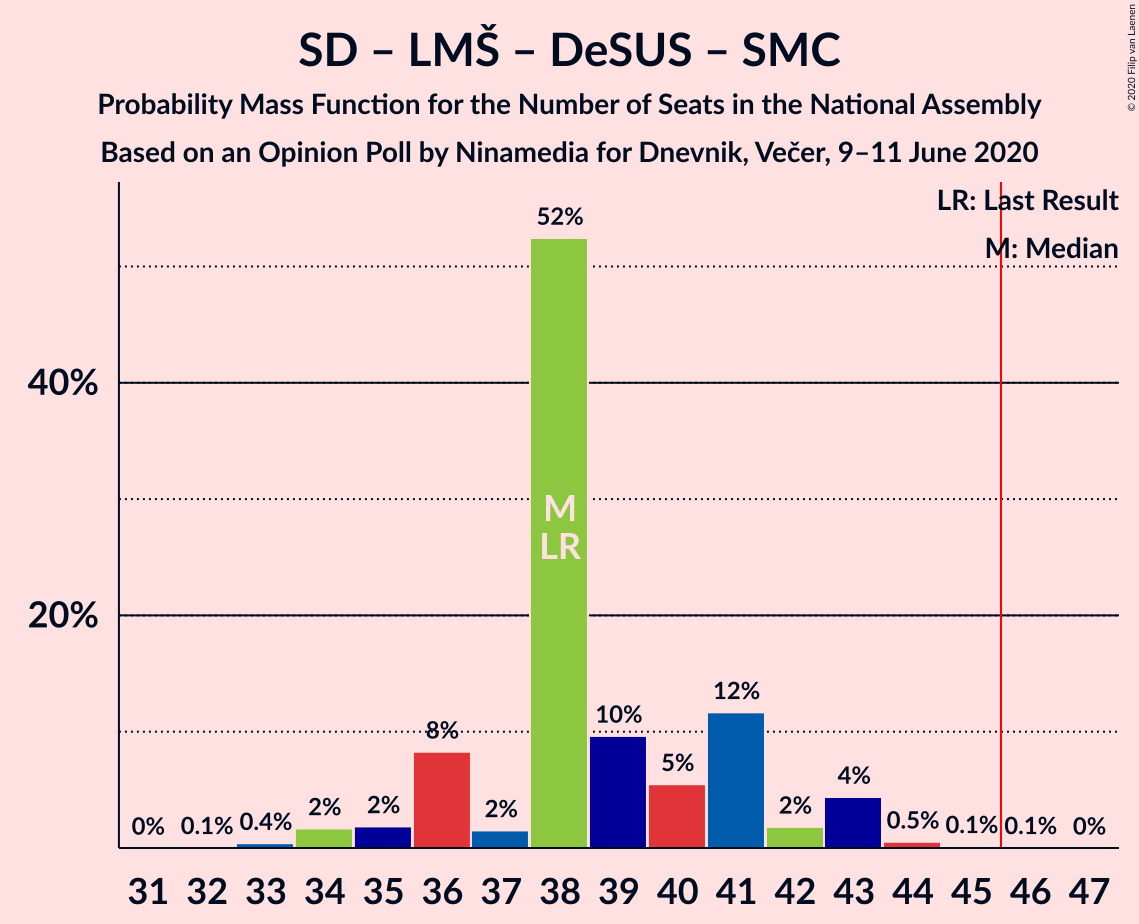 SD – LMŠ – DeSUS – SMC
Probability Mass Function for the Number of Seats in the National Assembly
Based on an Opinion Poll by Ninamedia for Dnevnik, Večer, 9–11 June 2020
© 2020 Filip van Laenen
LR: Last Result
M: Median
40%
20%
0%
0.1%
0.4%
2%
2%
8%
2%
52%
10%
5%
12%
2%
4%
0.5%
0.1%
0.1%
0%
M
LR
31 32 33 34 35 36 37 38 39 40 41 42 43 44 45 46 47